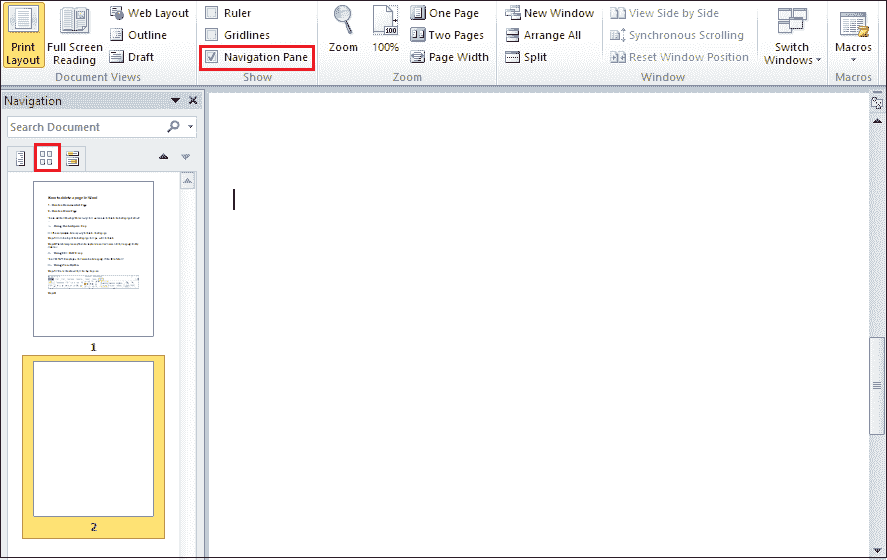 Print Layout
Full Screen Reading
Web Layout
Outline
Draft
Document Views
Ruler
Gridlines
Navigation Pane
Show
Zoom
100%
One Page
Two Pages
Page Width
Zoom
New Window
Arrange All
Split
View Side by Side
Synchronous Scrolling
Reset Window Position
Window
Switch Windows
Macros
Macros
Navigation
Search Document
1
2